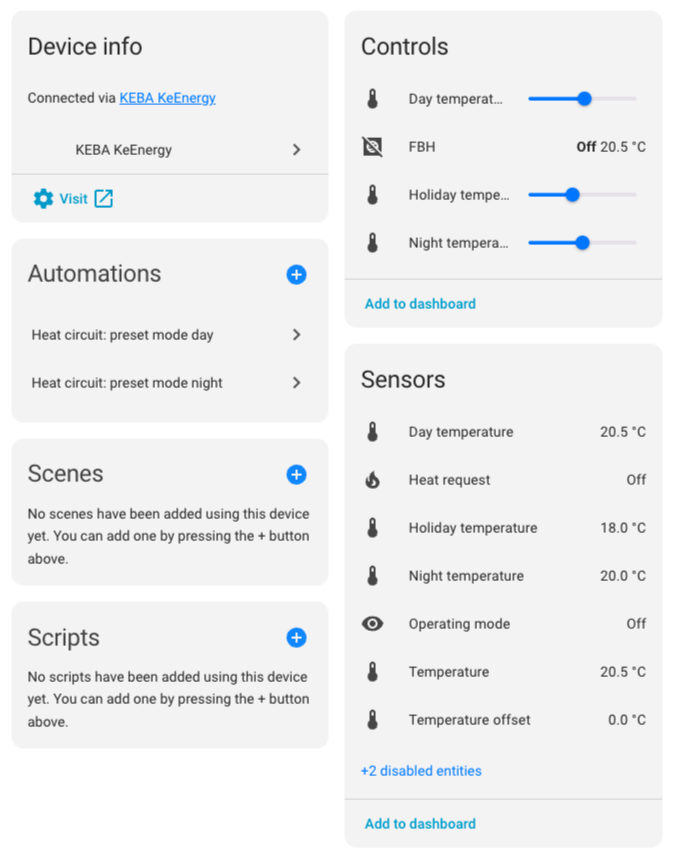 Device info
Connected via KEBA KeEnergy
KEBA KeEnergy
Visit
Automations
Heat circuit: preset mode day
Heat circuit: preset mode night
Scenes
No scenes have been added using this device
yet. You can add one by pressing the + button
above.
Scripts
No scripts have been added using this device
yet. You can add one by pressing the + button
above.
Controls
Day temperat...
FBH Off 20.5 °C
Holiday tempe...
Night tempera...
Add to dashboard
Sensors
Day temperature 20.5 °C
Heat request Off
Holiday temperature 18.0 °C
Night temperature 20.0 °C
Operating mode Off
Temperature 20.5 °C
Temperature offset 0.0 °C
+2 disabled entities
Add to dashboard